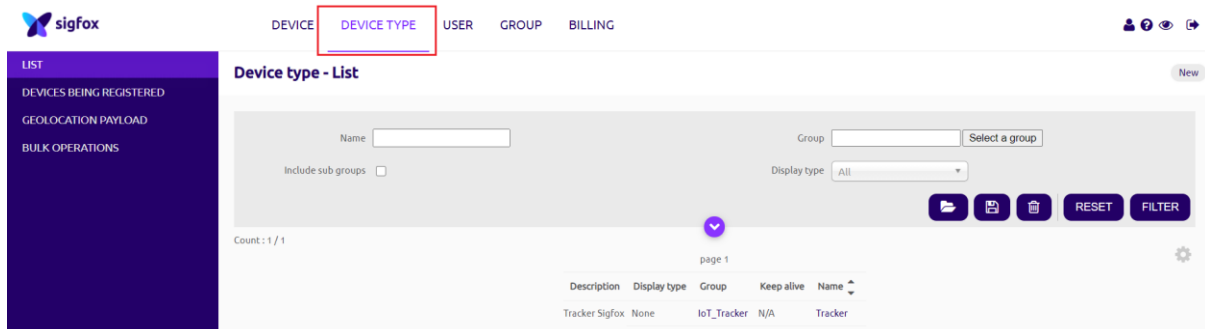 sigfox DEVICE DEVICE TYPE USER GROUP BILLING
LIST
DEVICES BEING REGISTERED
GEOLOCATION PAYLOAD
BULK OPERATIONS
Device type - List New
Name Group Select a group
Include sub groups Display type All
RESET FILTER
Count : 1 / 1
page 1
Description Display type Group Keep alive Name
Tracker Sigfox None IoT_Tracker N/A Tracker